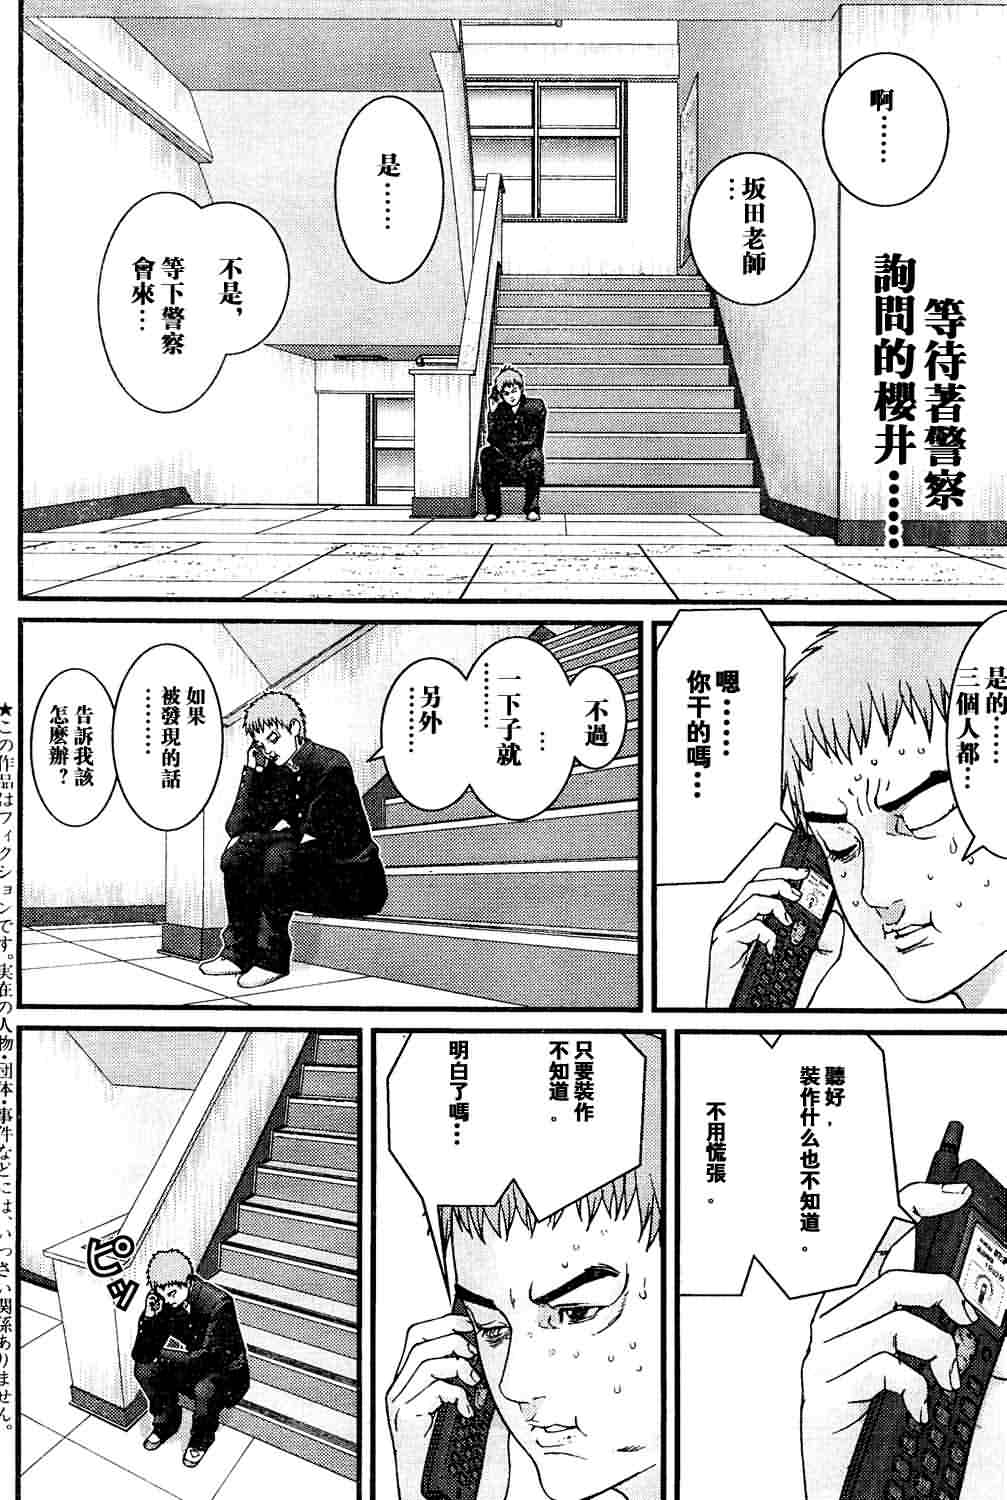 啊……
等待著警察
詢問的櫻井……
坂田老師
…
是……
不是,
等下警察
會來…
是的……
三個人都…
嗯……
你干的嗎…
不過
一下子就
……
另外
如果
被發現的話
……
告訴我該
怎麼辦?
聽好,
裝作什么也不知道。
不用慌張。
只要裝作
不知道。
明白了嗎…
ピッ
★この作品はフィクションです。実在の人物・団体・事件などには、いっさい関係ありません。